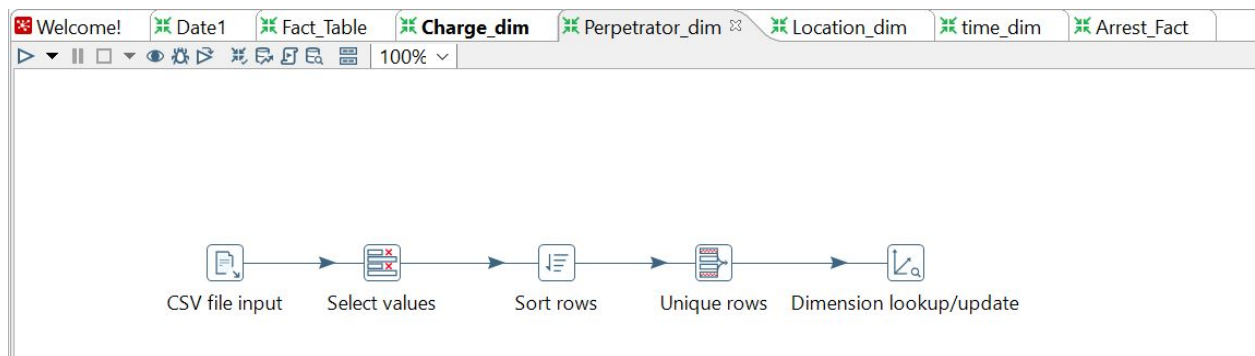 Welcome! Date1 Fact_Table Charge_dim Perpetrator_dim Location_dim time_dim Arrest_Fact
100%
CSV file input Select values Sort rows Unique rows Dimension lookup/update